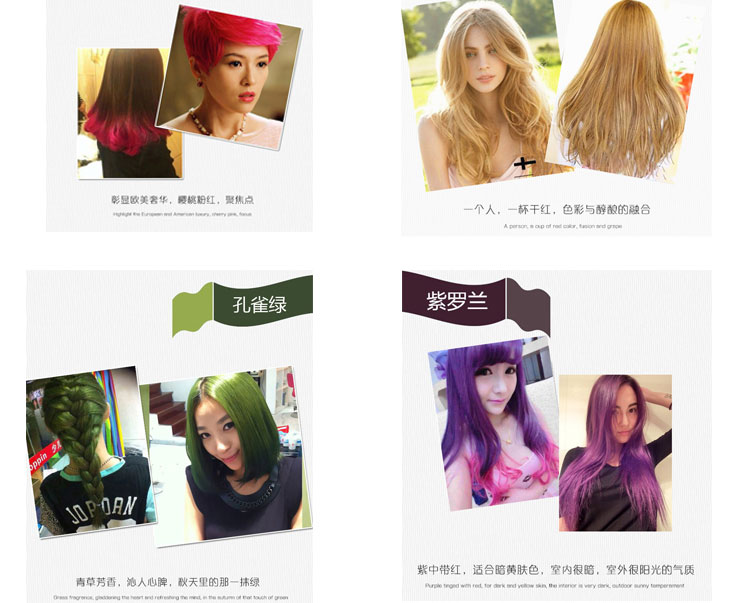 彰显欧美奢华，樱桃粉红，聚焦点
Highlight the European and American luxury, cherry pink, focus
一个人，一杯干红，色彩与醇酿的融合
A person, a cup of red color, fusion and grape
孔雀绿
oppin
JORDAN
青草芳香，沁人心脾，秋天里的那一抹绿
Grass fragrance, gladdening the heart and refreshing the mind, in the autumn of that touch of green
紫罗兰
紫中带红，适合暗黄肤色，室内很暗，室外很阳光的气质
Purple tinged with red, for dark and yellow skin, the interior is very dark, outdoor sunny temperament